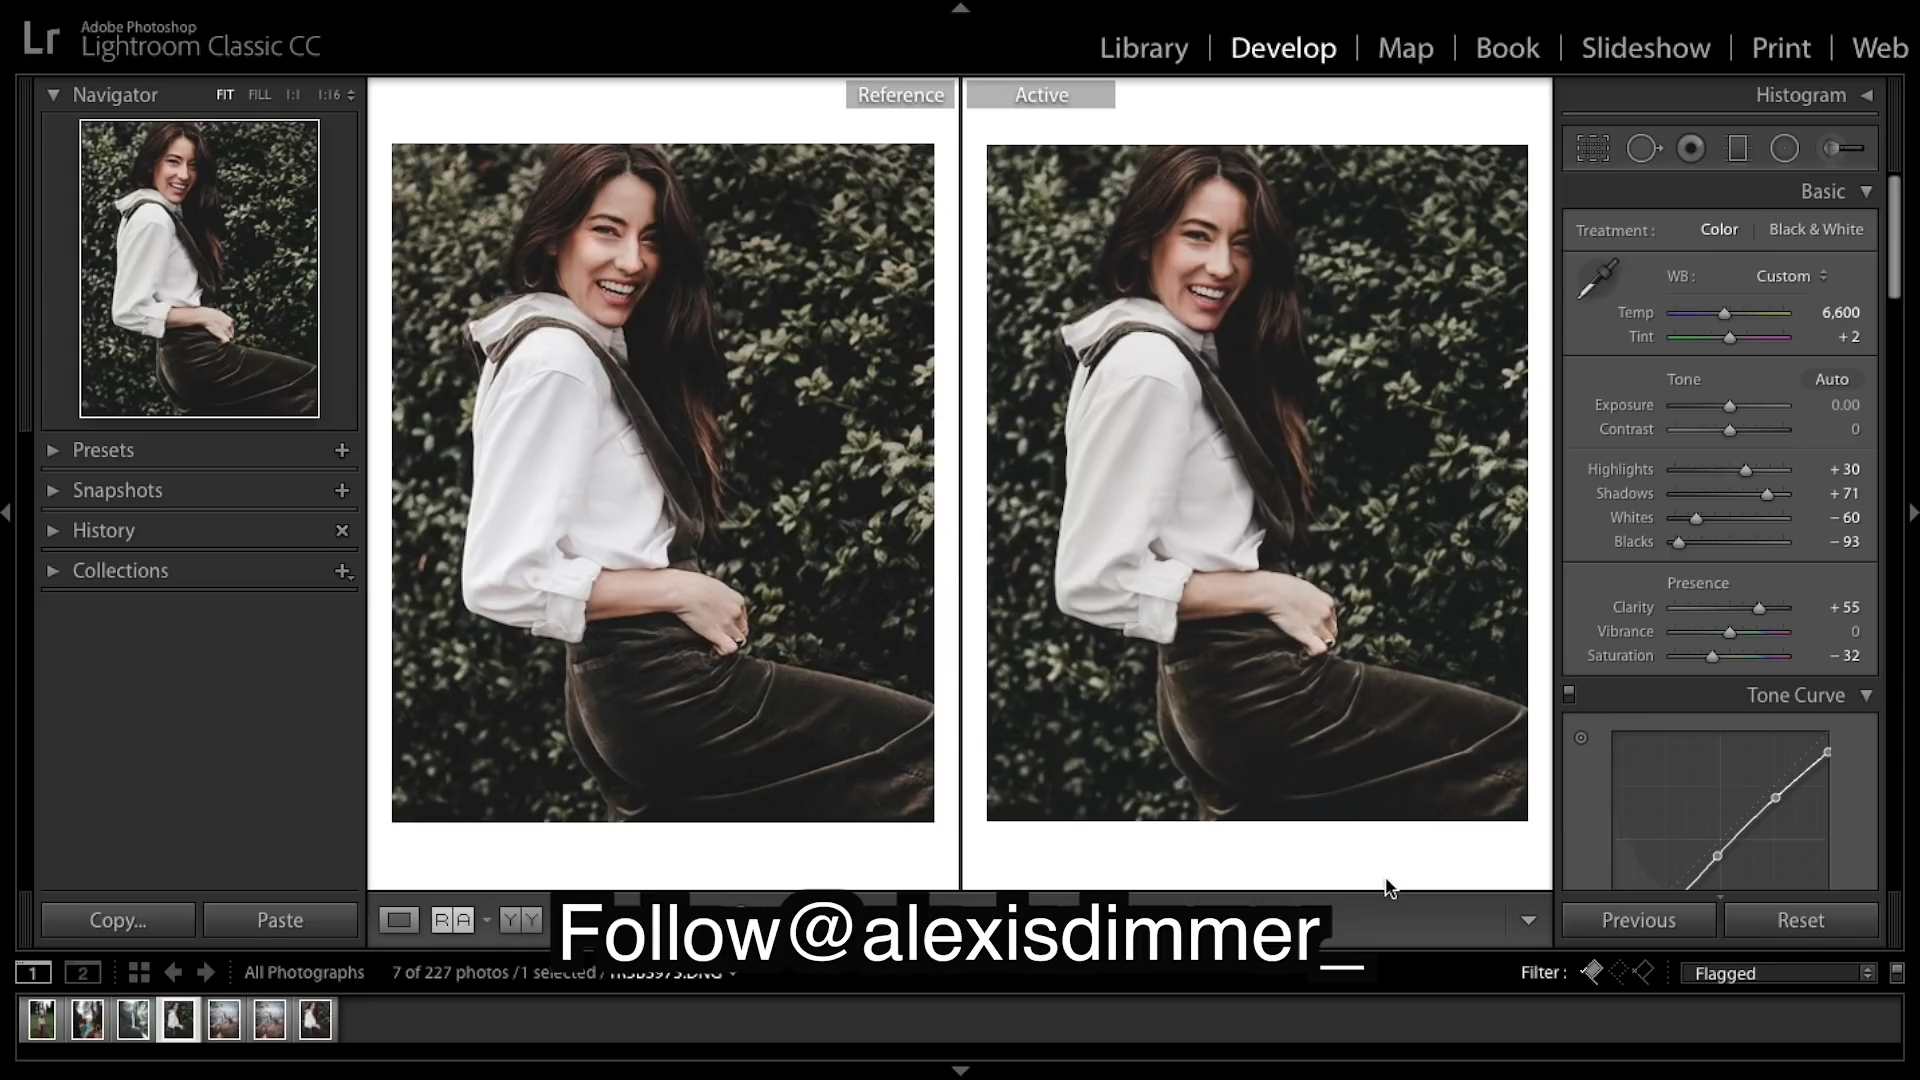 Lr
Adobe Photoshop
Lightroom Classic CC
Library | Develop | Map | Book | Slideshow | Print | Web
Navigator FIT FILL 1:1 1:16
Reference
Active
Histogram
Basic
Treatment : Color Black & White
WB : Custom
Temp 6,600
Tint + 2
Tone Auto
Exposure 0.00
Contrast 0
Highlights + 30
Shadows + 71
Whites – 60
Blacks – 93
Presence
Clarity + 55
Vibrance 0
Saturation – 32
Tone Curve
Presets
Snapshots
History
Collections
Copy... Paste
R A Y Y
Follow@alexisdimmer_
Previous Reset
1 2 All Photographs 7 of 227 photos /1 selected /
Filter : Flagged